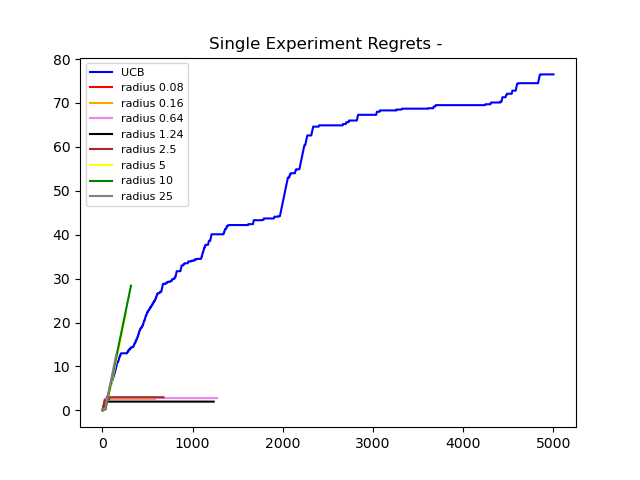 Single Experiment Regrets -
80
70
60
50
40
30
20
10
0
UCB
radius 0.08
radius 0.16
radius 0.64
radius 1.24
radius 2.5
radius 5
radius 10
radius 25
0 1000 2000 3000 4000 5000